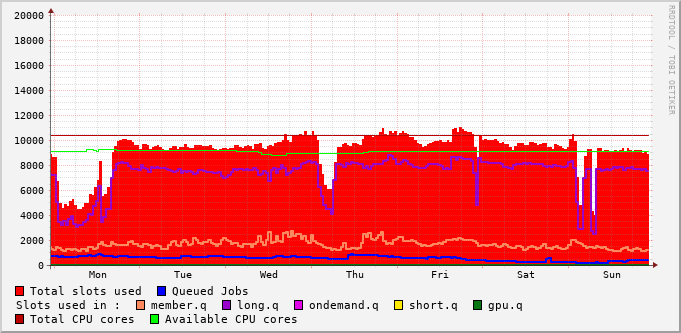 RRDTOOL / TOBI OETIKER
20000
18000
16000
14000
12000
10000
8000
6000
4000
2000
0
Mon Tue Wed Thu Fri Sat Sun
Total slots used Queued Jobs
Slots used in : member.q long.q ondemand.q short.q gpu.q
Total CPU cores Available CPU cores